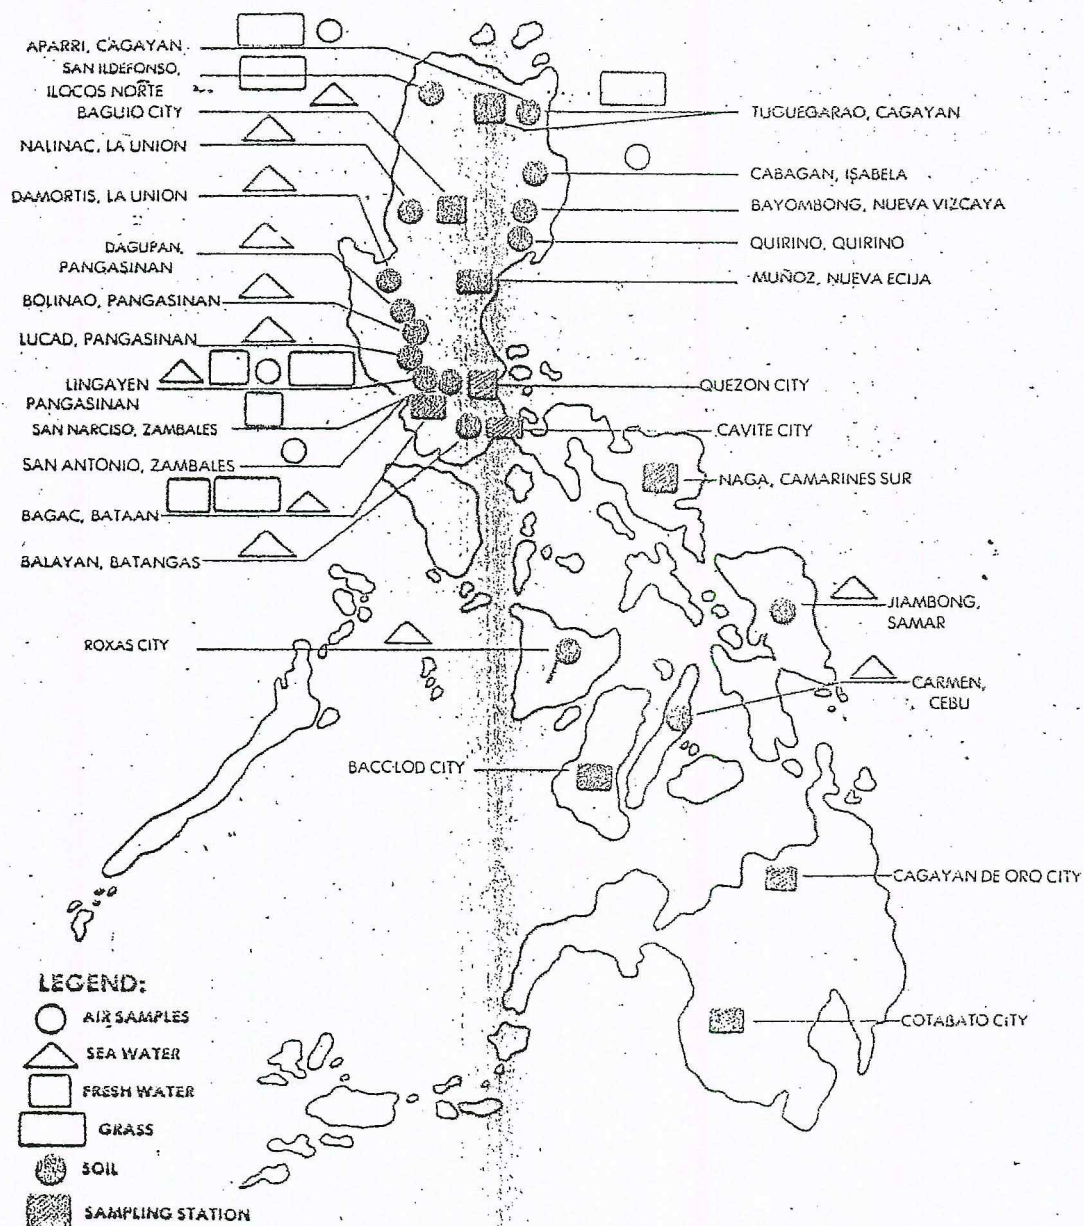 APARRI, CAGAYAN
SAN ILDEFONSO,
ILOCOS NORTE
BAGUIO CITY
NALINAC, LA UNION
DAMORTIS, LA UNION
DAGUPAN,
PANGASINAN
BOLINAO, PANGASINAN
LUCAD, PANGASINAN
LINGAYEN
PANGASINAN
SAN NARCISO, ZAMBALES
SAN ANTONIO, ZAMBALES
BAGAC, BATAAN
BALAYAN, BATANGAS
ROXAS CITY
BACCLOD CITY
TUGUEGARAO, CAGAYAN
CABAGAN, ISABELA
BAYOMBONG, NUEVA VIZCAYA
QUIRINO, QUIRINO
MUÑOZ, NUEVA ECIJA
QUEZON CITY
CAVITE CITY
NAGA, CAMARINES SUR
JIAMBONG,
SAMAR
CARMEN,
CEBU
CAGAYAN DE ORO CITY
COTABATO CITY
LEGEND:
AIR SAMPLES
SEA WATER
FRESH WATER
GRASS
SOIL
SAMPLING STATION